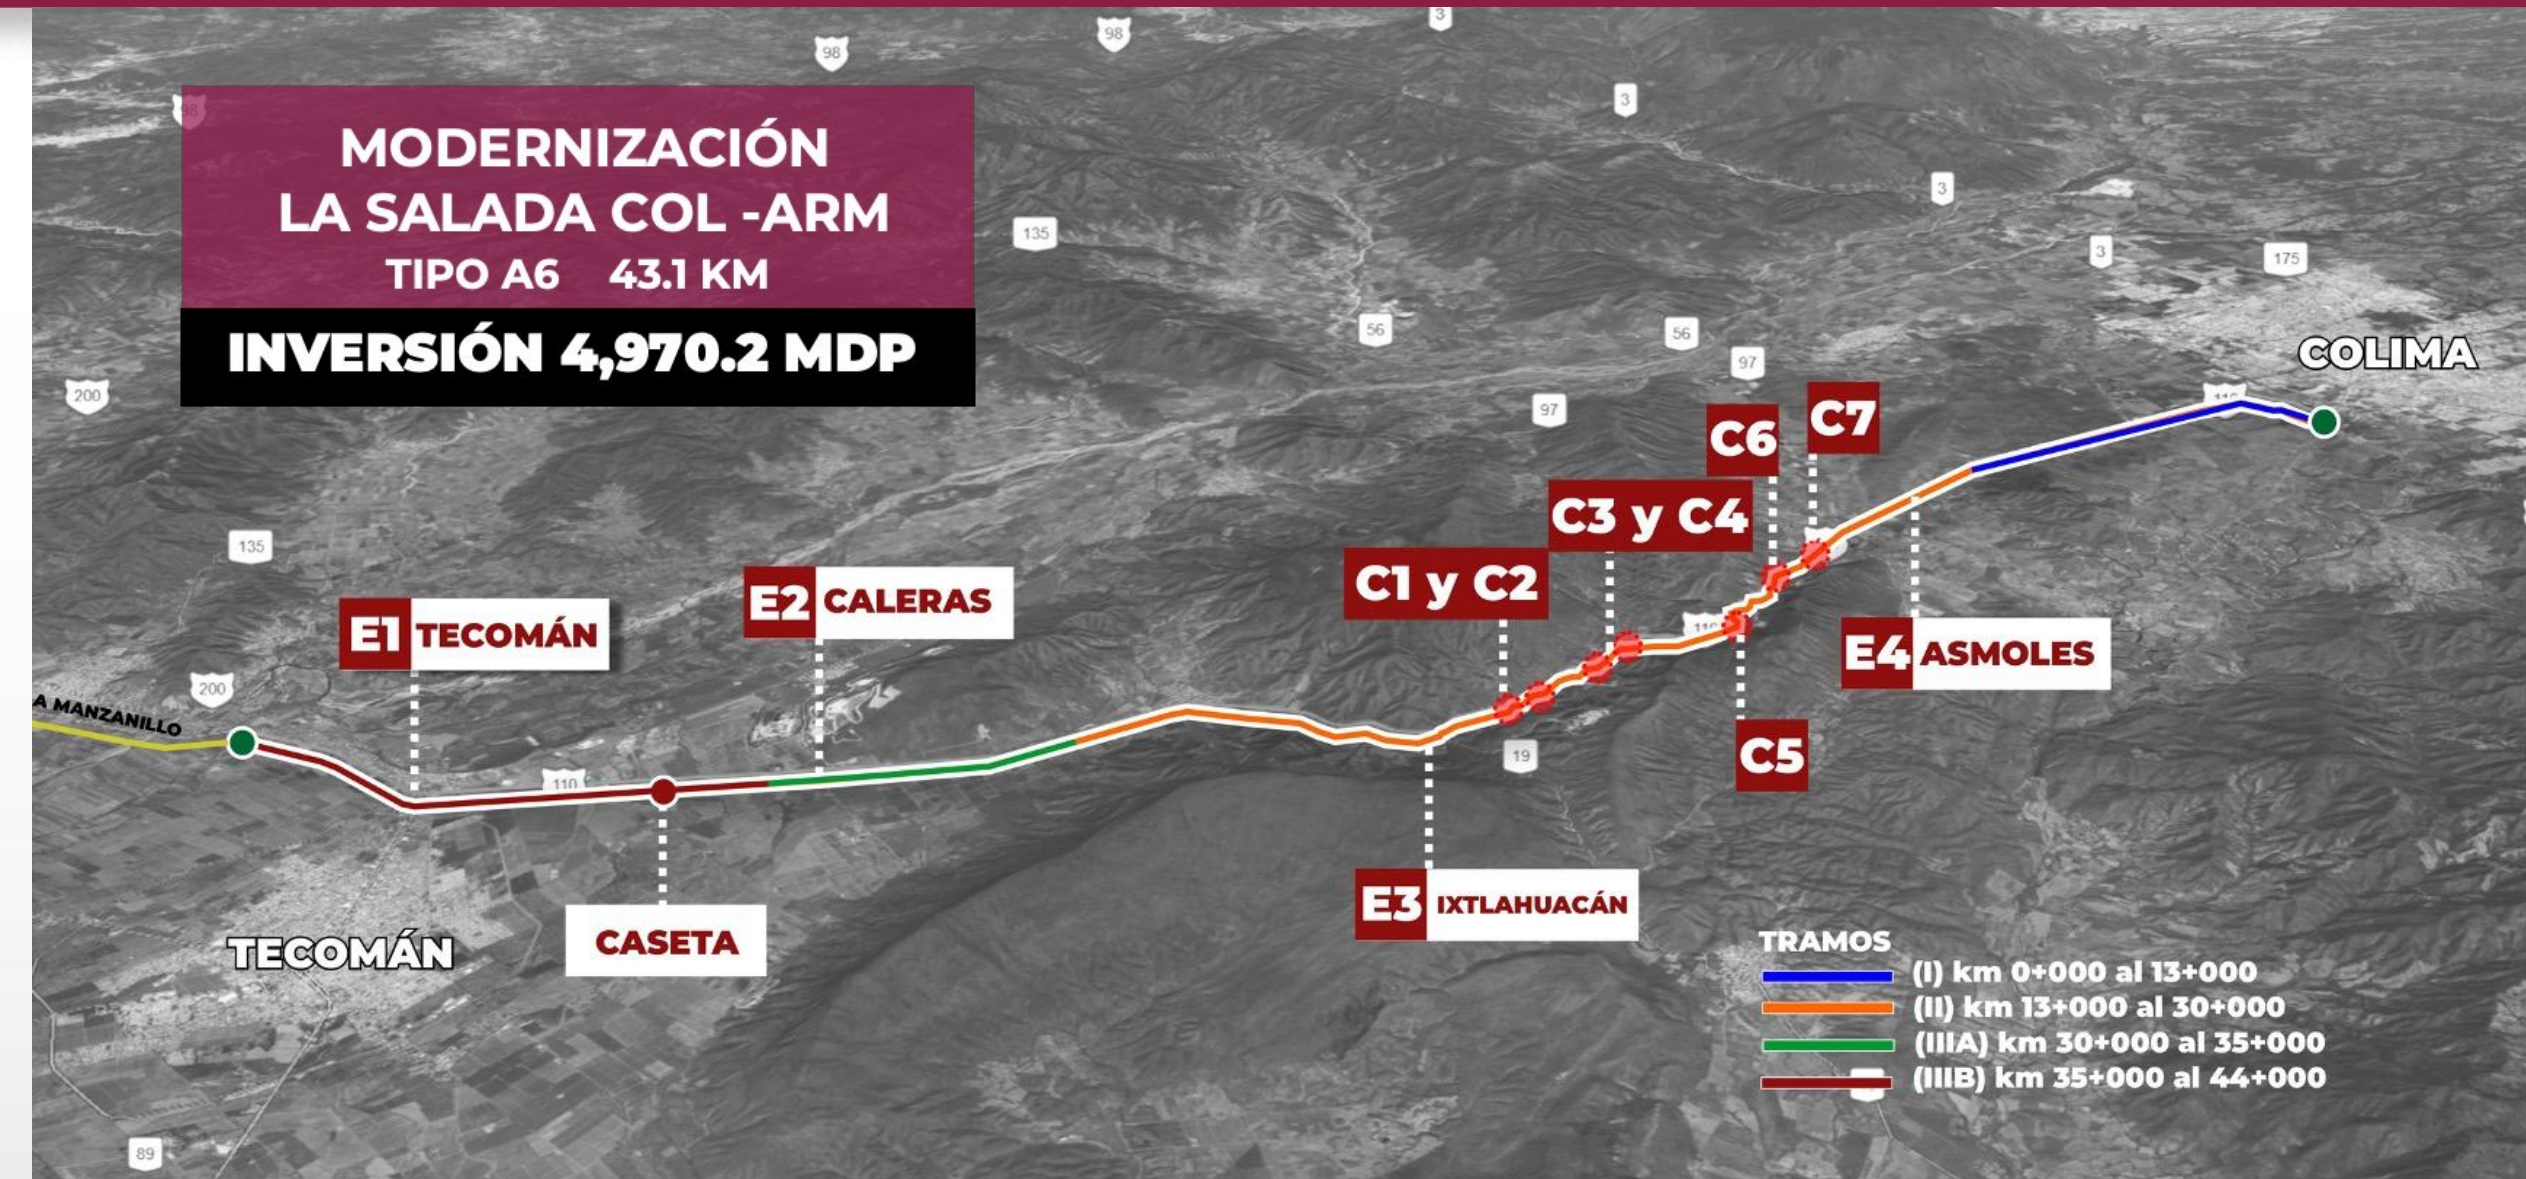 98
98
3
98
3
MODERNIZACIÓN
LA SALADA COL -ARM
TIPO A6 43.1 KM
INVERSIÓN 4,970.2 MDP
3
135
3
175
56
56
97
97
200
COLIMA
110
C7
C6
C3 y C4
C1 y C2
135
E2 CALERAS
E1 TECOMÁN
110
E4 ASMOLES
200
A MANZANILLO
C5
19
110
E3 IXTLAHUACÁN
CASETA
TECOMÁN
TRAMOS
(I) km 0+000 al 13+000
(II) km 13+000 al 30+000
(IIIA) km 30+000 al 35+000
(IIIB) km 35+000 al 44+000
89